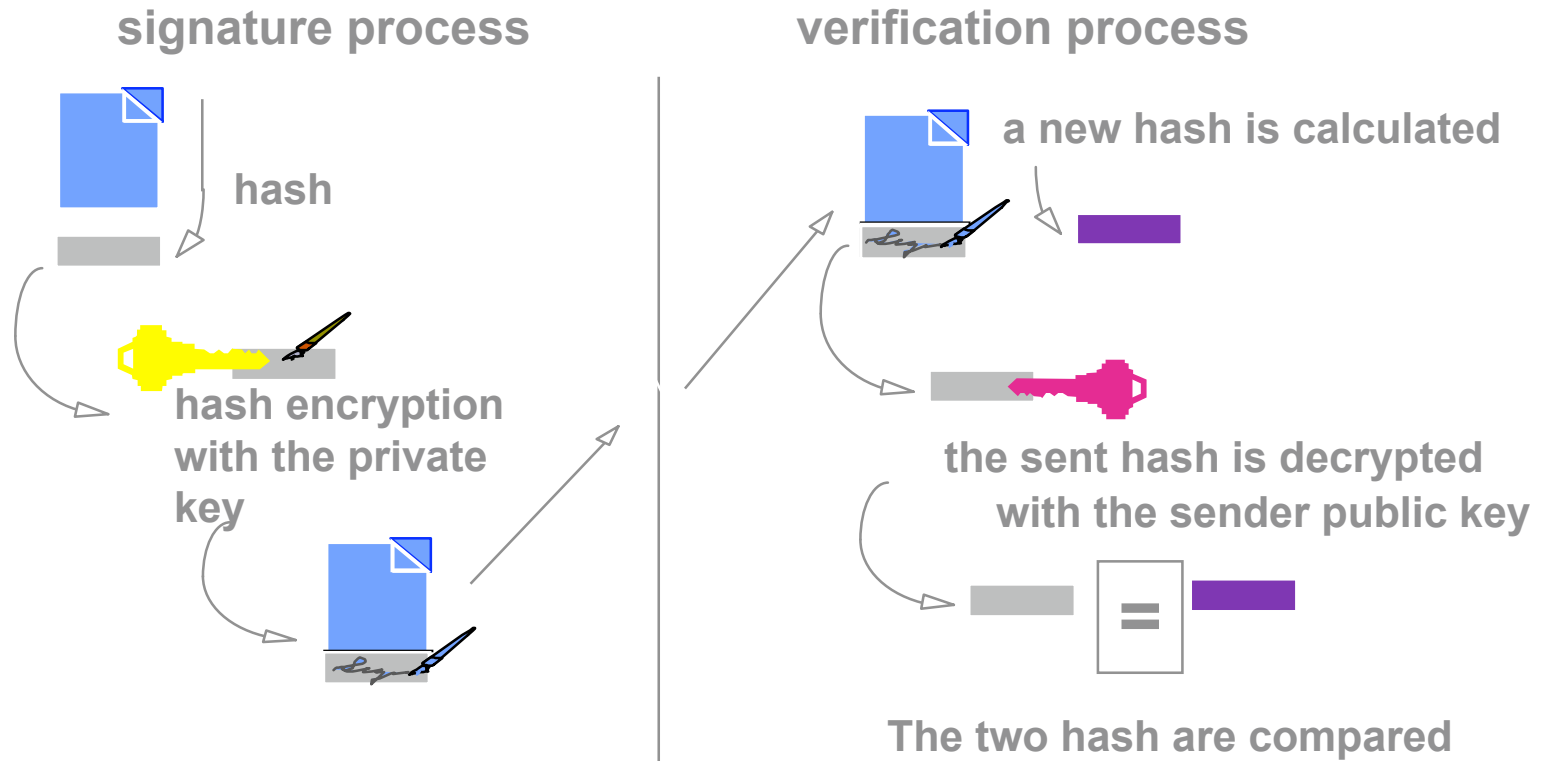 signature process
hash
hash encryption
with the private
key
verification process
a new hash is calculated
the sent hash is decrypted
with the sender public key
=
The two hash are compared